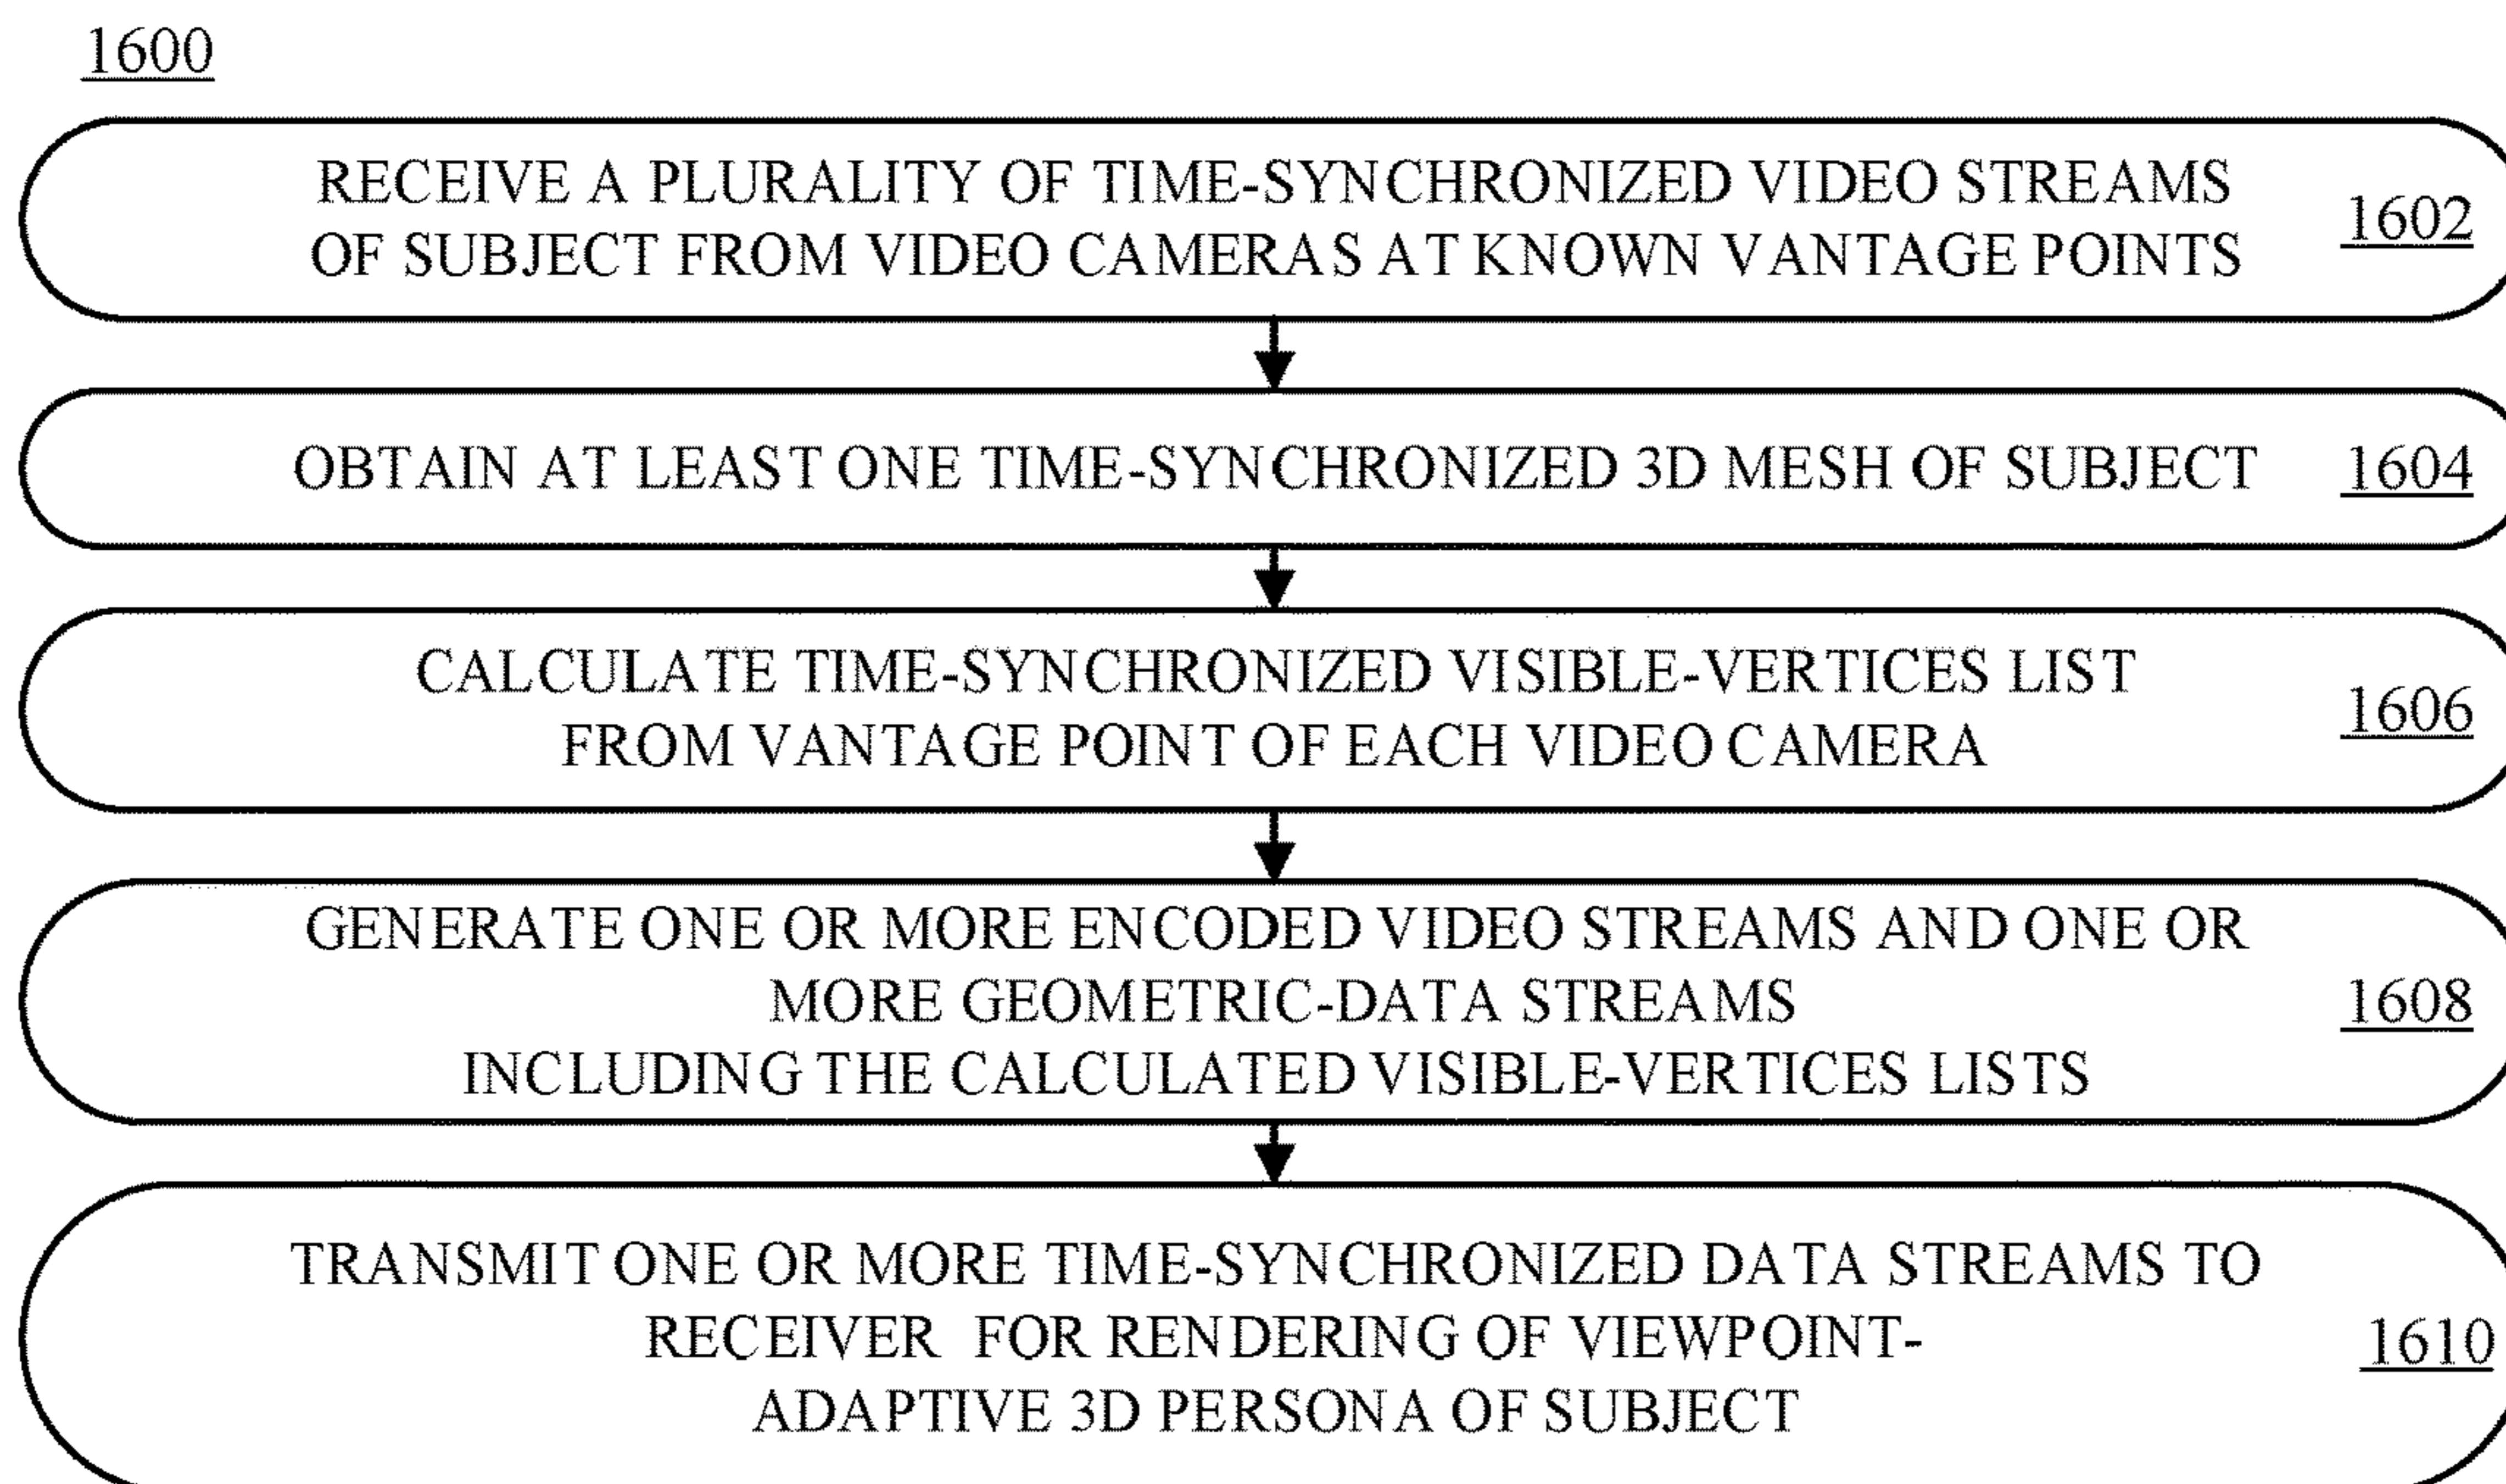 1600
RECEIVE A PLURALITY OF TIME-SYNCHRONIZED VIDEO STREAMS
OF SUBJECT FROM VIDEO CAMERAS AT KNOWN VANTAGE POINTS
1602
OBTAIN AT LEAST ONE TIME-SYNCHRONIZED 3D MESH OF SUBJECT
1604
CALCULATE TIME-SYNCHRONIZED VISIBLE-VERTICES LIST
FROM VANTAGE POINT OF EACH VIDEO CAMERA
1606
GENERATE ONE OR MORE ENCODED VIDEO STREAMS AND ONE OR
MORE GEOMETRIC-DATA STREAMS
INCLUDING THE CALCULATED VISIBLE-VERTICES LISTS
1608
TRANSMIT ONE OR MORE TIME-SYNCHRONIZED DATA STREAMS TO
RECEIVER FOR RENDERING OF VIEWPOINT-
ADAPTIVE 3D PERSONA OF SUBJECT
1610